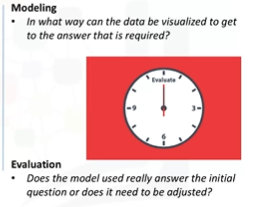 Modeling
• In what way can the data be visualized to get
to the answer that is required?
Evaluate
9
3
6
Evaluation
• Does the model used really answer the initial
question or does it need to be adjusted?